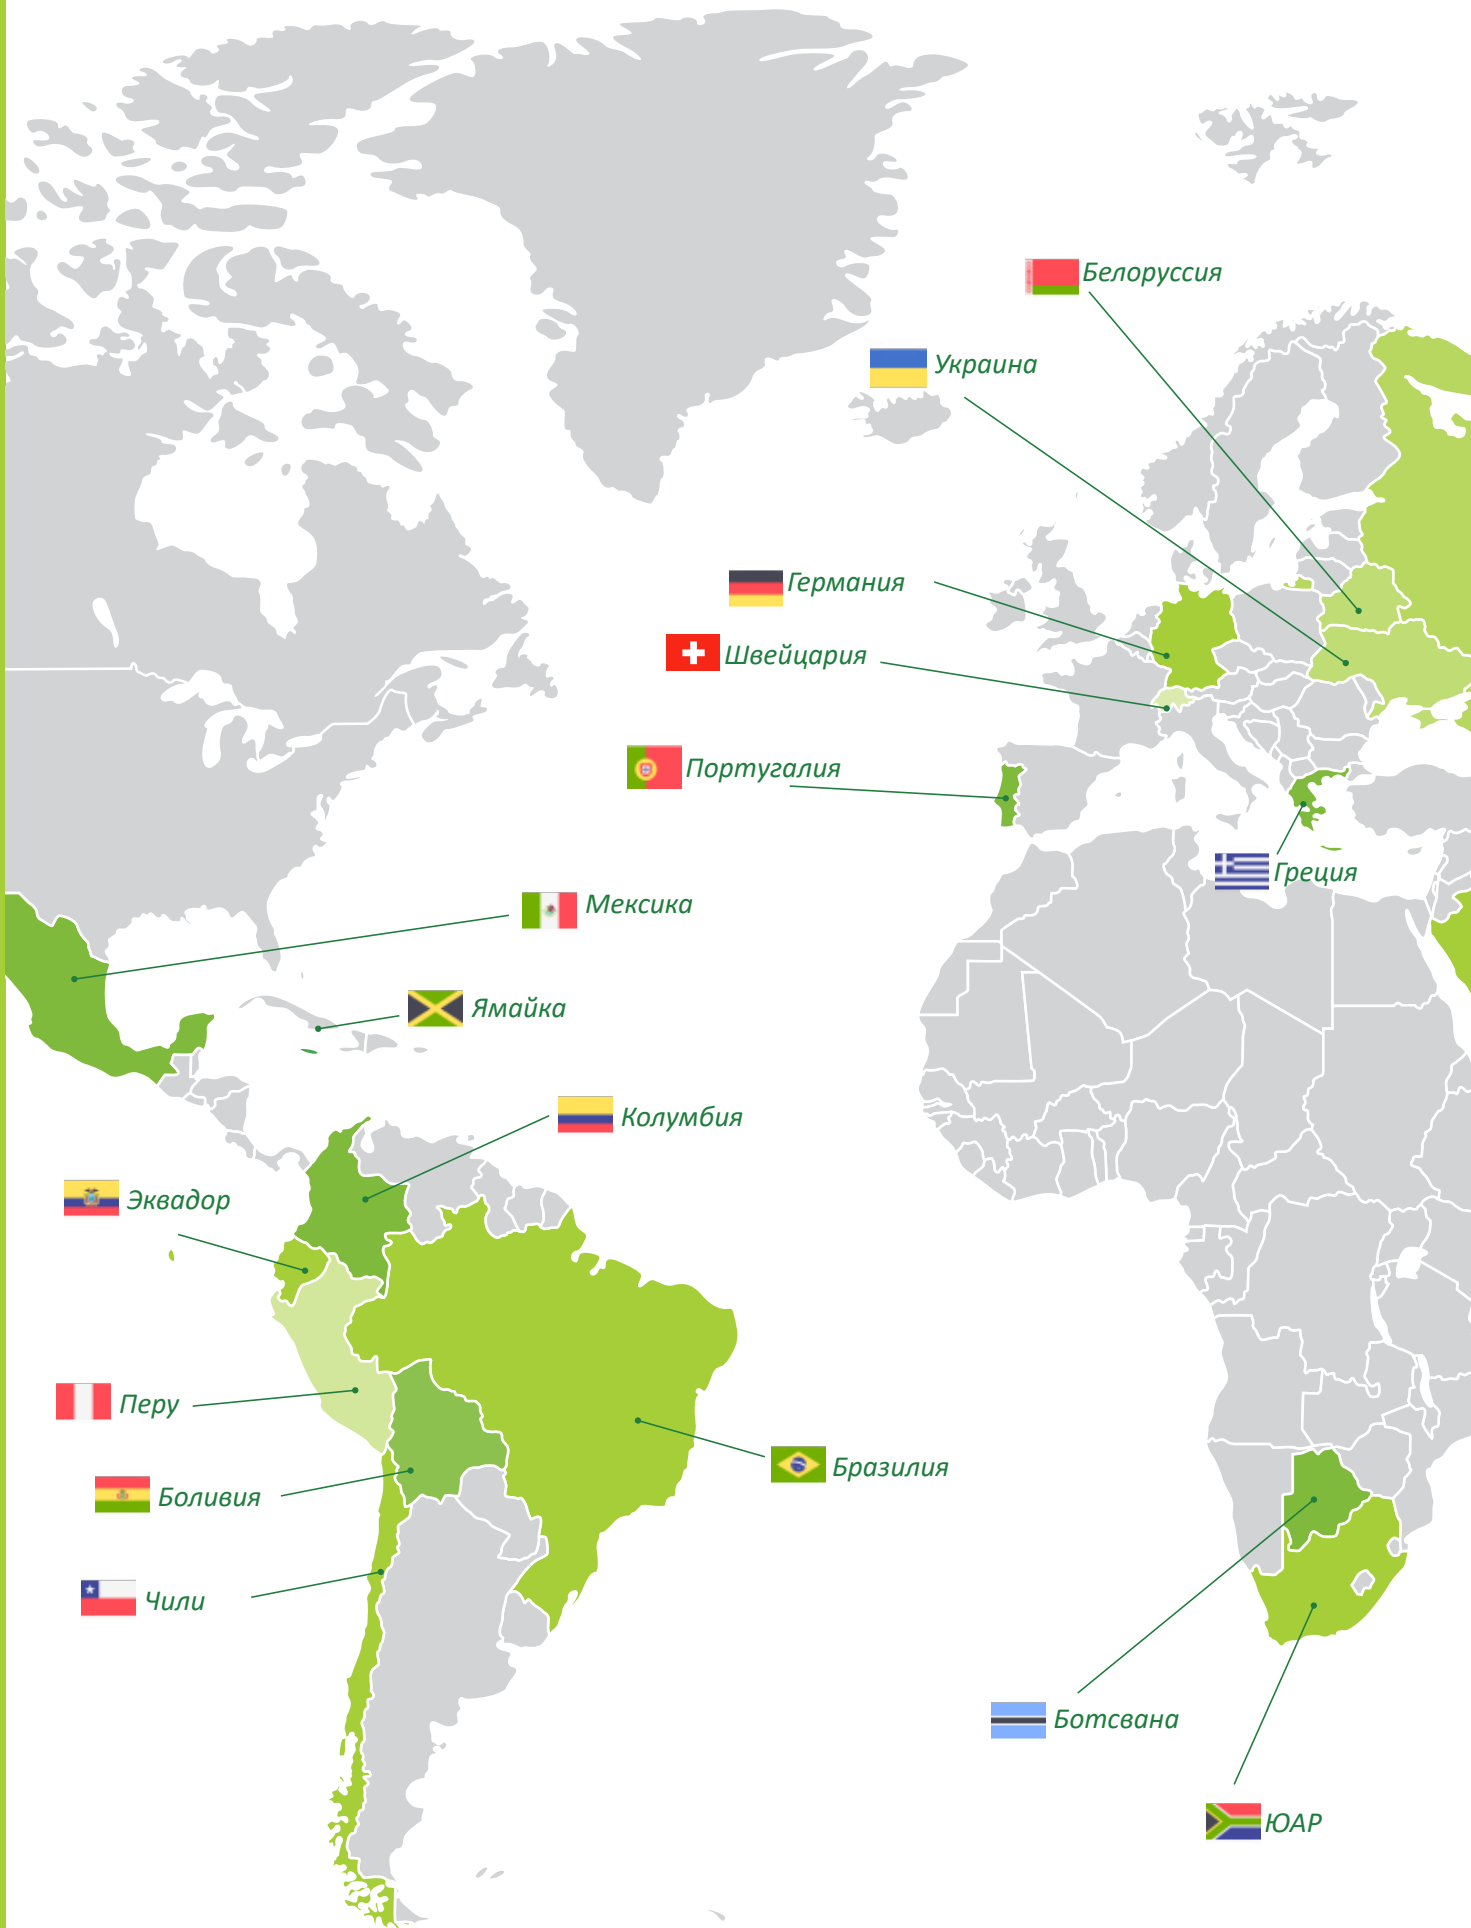 Белоруссия
Украина
Германия
Швейцария
Португалия
Греция
Мексика
Ямайка
Колумбия
Эквадор
Перу
Бразилия
Боливия
Чили
Ботсвана
ЮАР